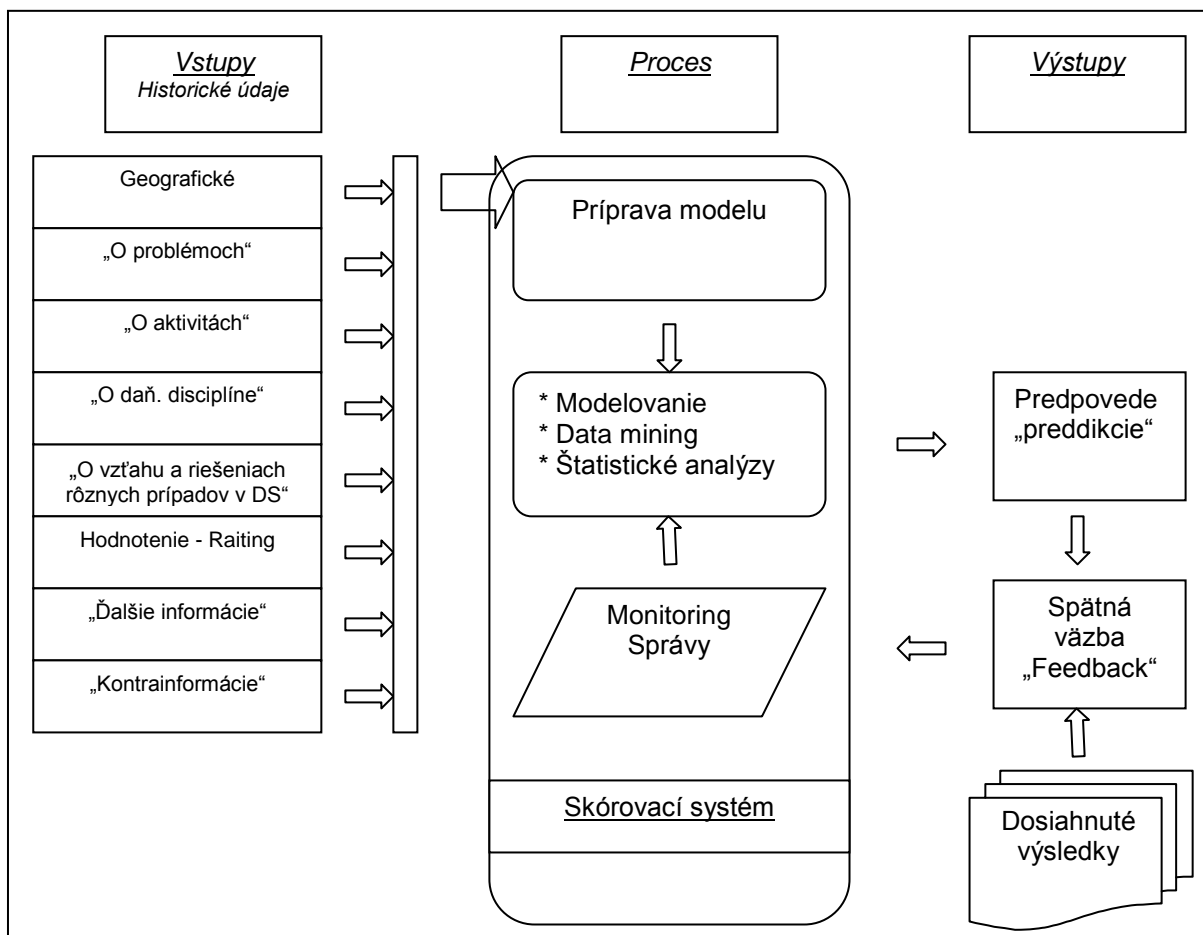 Vstupy
Historické údaje
Proces
Výstupy
Geografické
„O problémoch“
„O aktivitách“
„O daň. disciplíne“
„O vzťahu a riešeniach
rôznych prípadov v DS“
Hodnotenie - Raiting
„Ďalšie informácie“
„Kontrainformácie“
Príprava modelu
* Modelovanie
* Data mining
* Štatistické analýzy
Monitoring
Správy
Skórovací systém
Predpovede
„preddikcie“
Spätná
väzba
„Feedback“
Dosiahnuté
výsledky